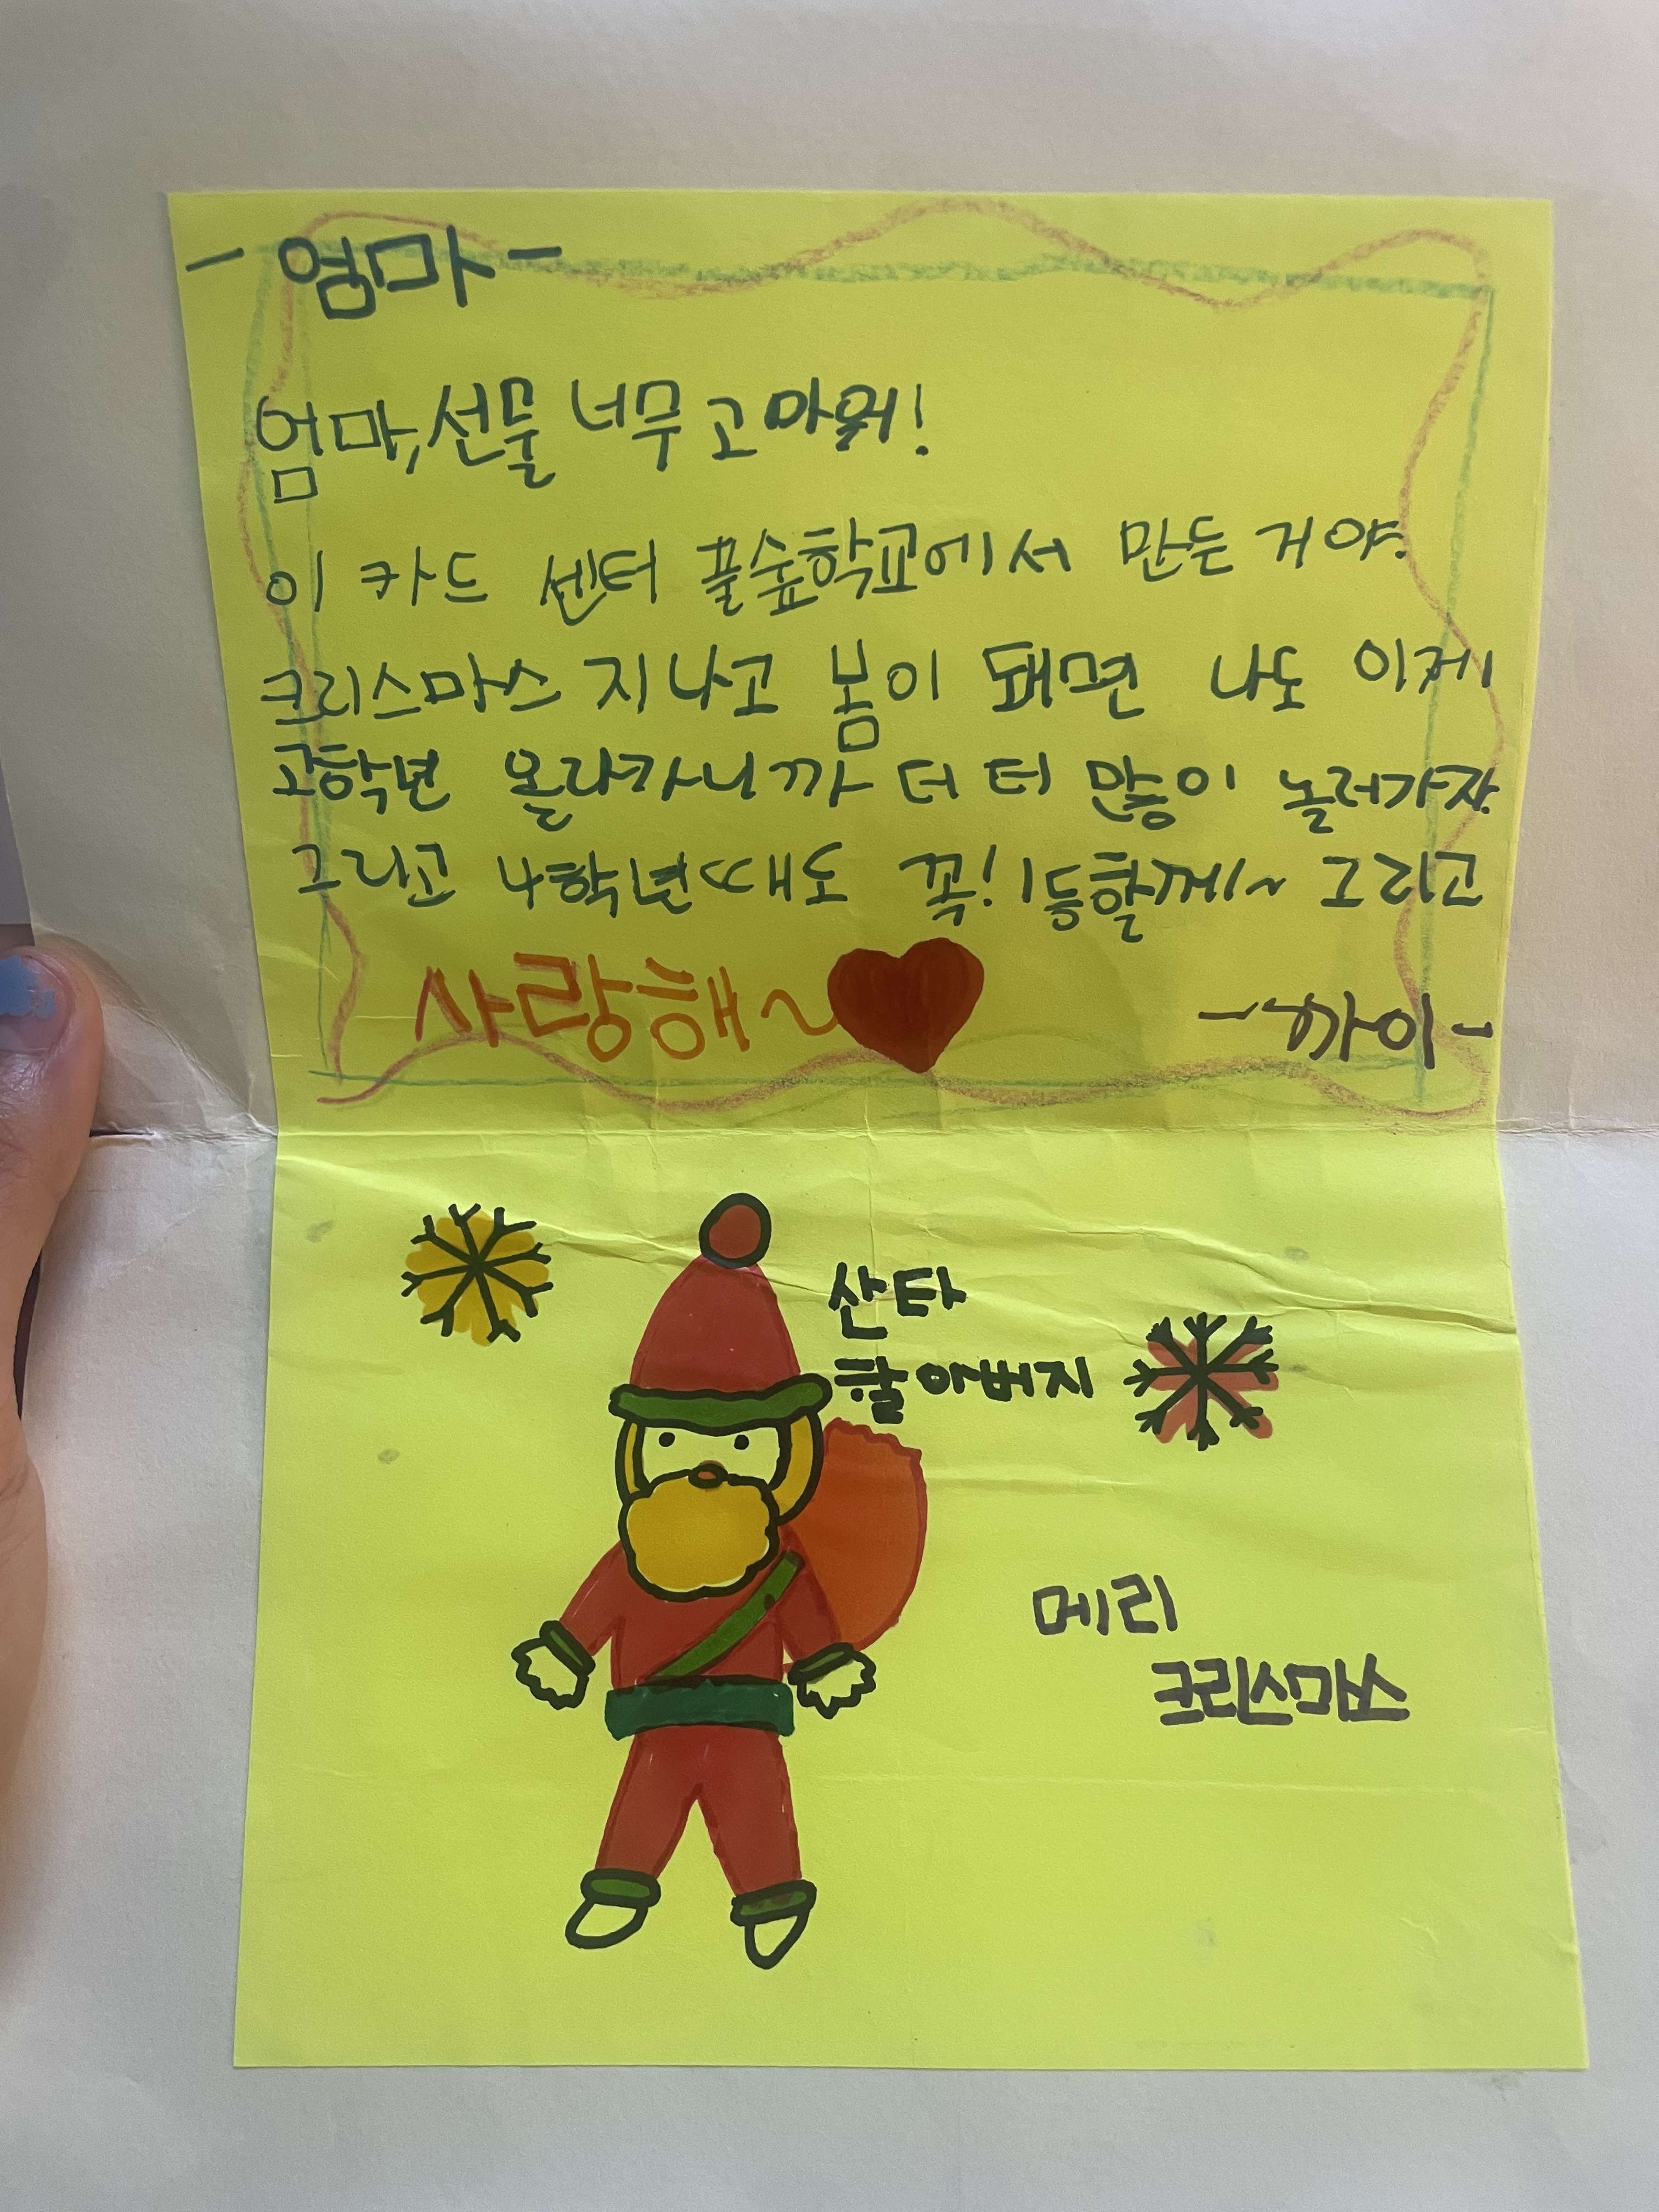 -엄마-
엄마, 선물 너무 고마워!
이 카드 센터 풀숲학교에서 만든 거야.
크리스마스 지나고 봄이 돼면 나도 이제
고학년 올라가니까 더 더 많이 놀러가자.
그리고 4학년때도 꼭! 1등할께~ 그리고
사랑해~
-까이-
산타
할아버지
메리
크리스마스